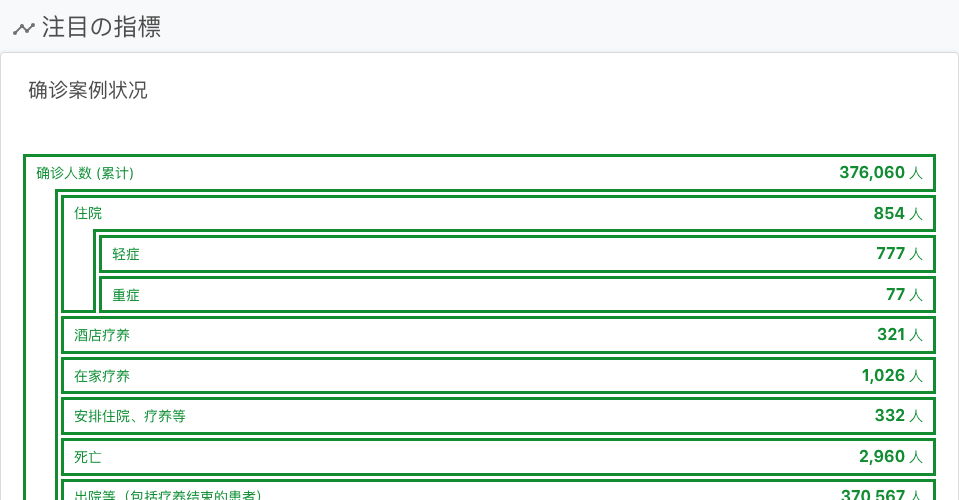 注目の指標
确诊案例状况
确诊人数 (累计) 376,060 人
住院 854 人
轻症 777 人
重症 77 人
酒店疗养 321 人
在家疗养 1,026 人
安排住院、疗养等 332 人
死亡 2,960 人
出院等（包括疗养结束的患者） 370,567 人